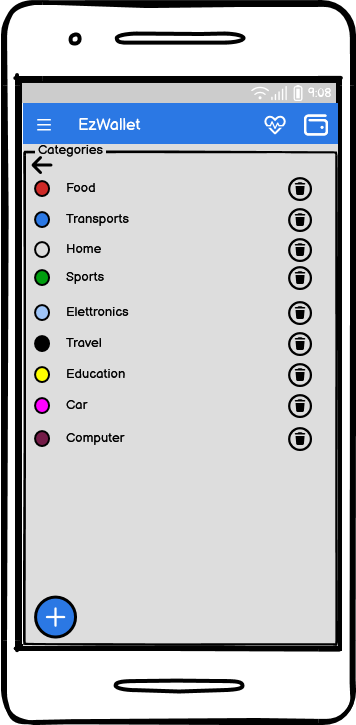 9:08
EzWallet
Categories
Food
Transports
Home
Sports
Elettronics
Travel
Education
Car
Computer